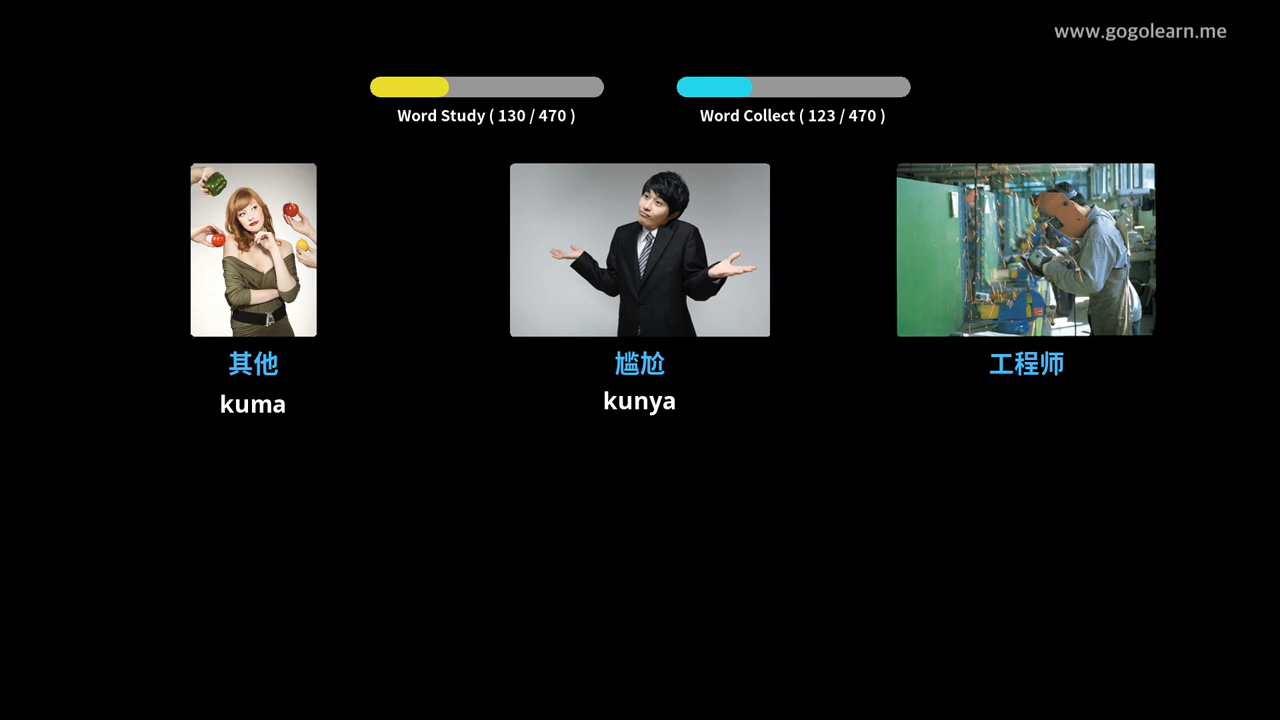 www.gogolearn.me
Word Study ( 130 / 470 )
Word Collect ( 123 / 470 )
其他
尴尬
工程师
kuma
kunya